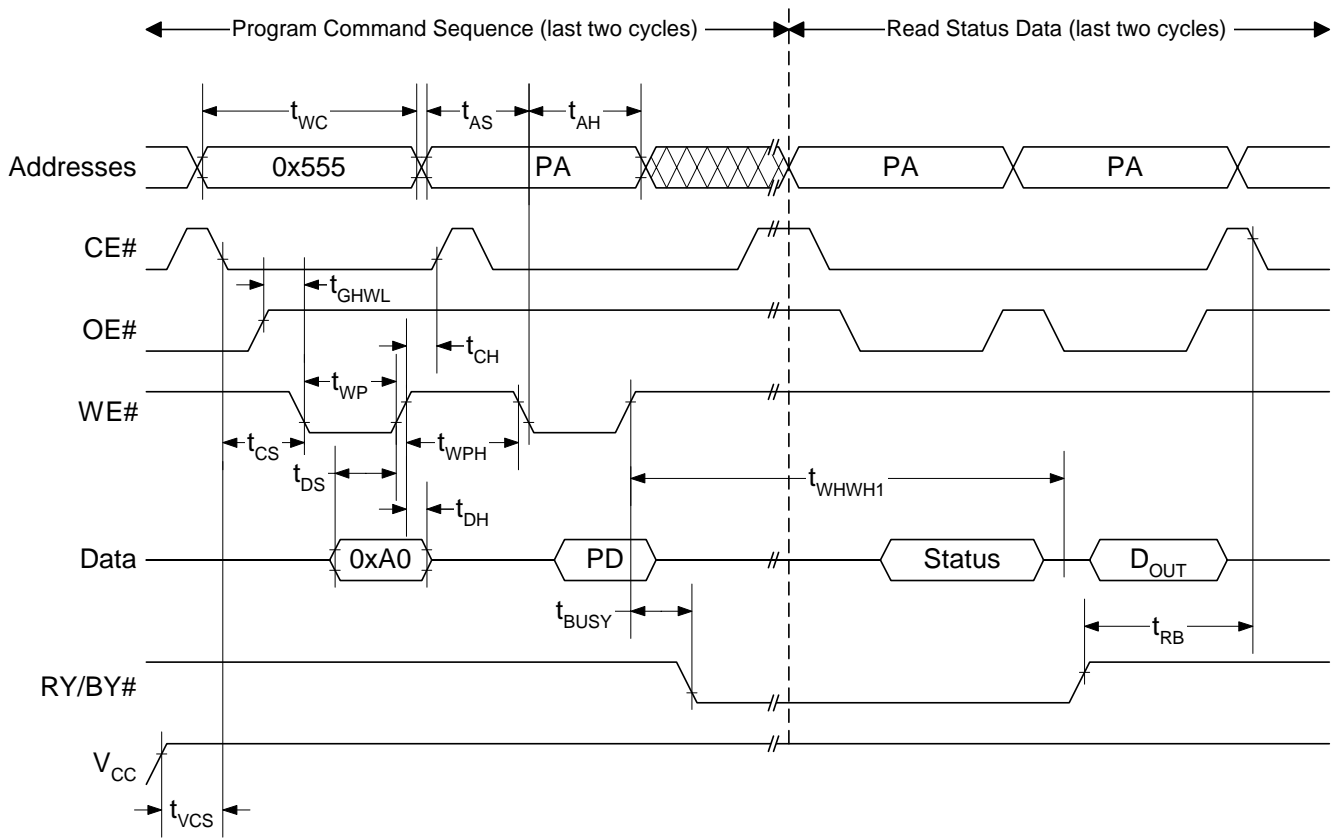 Program Command Sequence (last two cycles) Read Status Data (last two cycles)
tWC tAS tAH
Addresses 0x555 PA PA PA
CE#
tGHWL
OE#
tCH
tWP
WE#
tCS tWPH
tDS tWHWH1
tDH
Data 0xA0 PD Status DOUT
tBUSY tRB
RY/BY#
VCC
tVCS